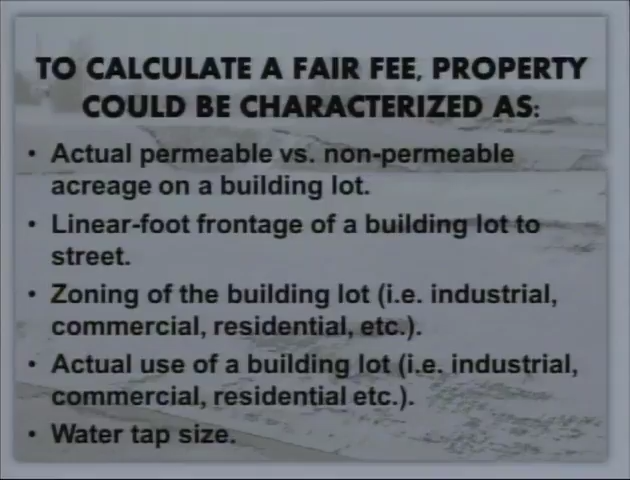 TO CALCULATE A FAIR FEE, PROPERTY
COULD BE CHARACTERIZED AS:
• Actual permeable vs. non-permeable
acreage on a building lot.
• Linear-foot frontage of a building lot to
street.
• Zoning of the building lot (i.e. industrial,
commercial, residential, etc.).
• Actual use of a building lot (i.e. industrial,
commercial, residential etc.).
• Water tap size.